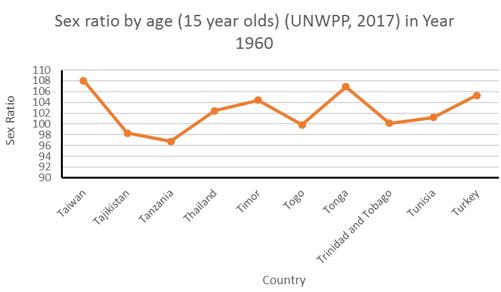 Sex ratio by age (15 year olds) (UNWPP, 2017) in Year
1960
110
108
106
104
102
100
98
96
94
92
90
Sex Ratio
Taiwan
Tajikistan
Tanzania
Thailand
Timor
Togo
Tonga
Trinidad and Tobago
Tunisia
Turkey
Country